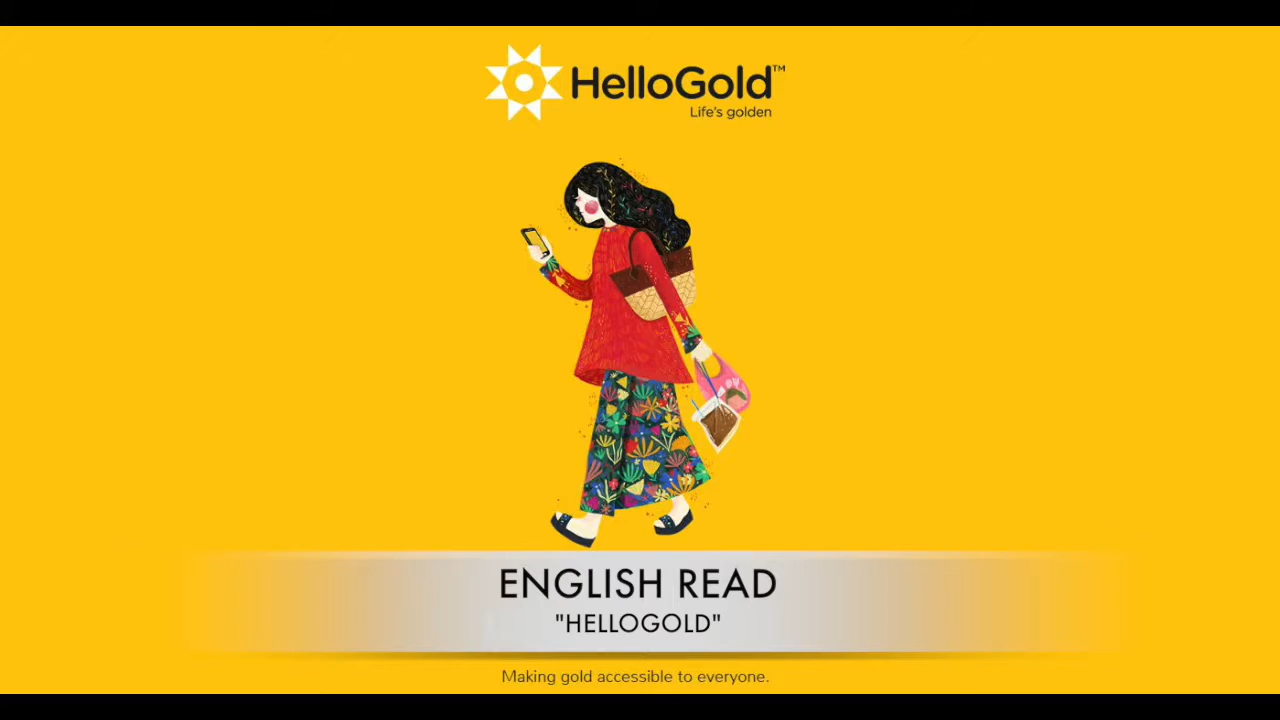 HelloGold™
Life's golden
ENGLISH READ
"HELLOGOLD"
Making gold accessible to everyone.